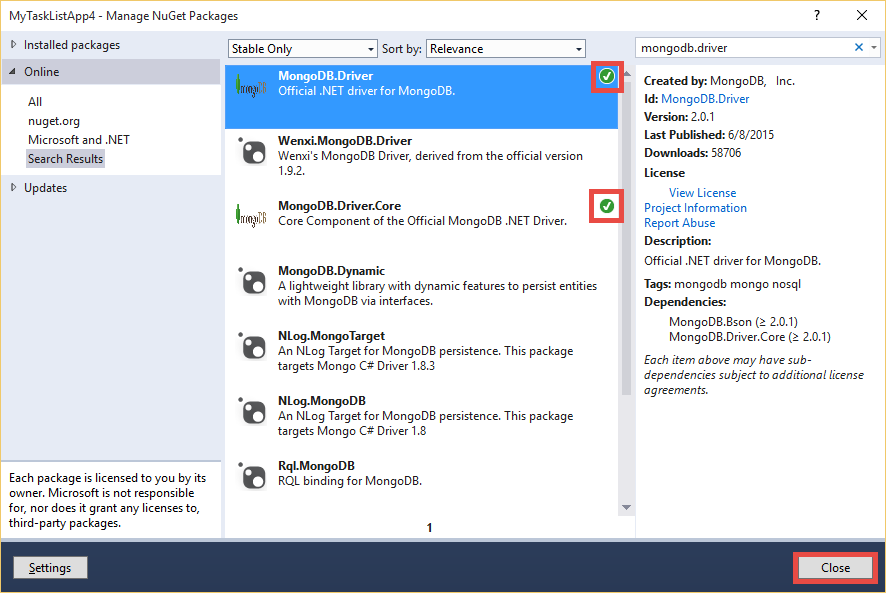 MyTaskListApp4 - Manage NuGet Packages
?
Installed packages
Online
All
nuget.org
Microsoft and .NET
Search Results
Updates
Each package is licensed to you by its
owner. Microsoft is not responsible
for, nor does it grant any licenses to,
third-party packages.
Stable Only
Sort by:
Relevance
MongoDB.Driver
Official .NET driver for MongoDB.
Wenxi.MongoDB.Driver
Wenxi's MongoDB Driver, derived from the official version
1.9.2.
MongoDB.Driver.Core
Core Component of the Official MongoDB .NET Driver.
MongoDB.Dynamic
A lightweight library with dynamic features to persist entities
with MongoDB via interfaces.
NLog.MongoTarget
An NLog Target for MongoDB persistence. This package
targets Mongo C# Driver 1.8.3
NLog.MongoDB
An NLog Target for MongoDB persistence. This package
targets Mongo C# Driver 1.8
Rql.MongoDB
RQL binding for MongoDB.
1
mongodb.driver
Created by: MongoDB, Inc.
Id: MongoDB.Driver
Version: 2.0.1
Last Published: 6/8/2015
Downloads: 58706
License
View License
Project Information
Report Abuse
Description:
Official .NET driver for MongoDB.
Tags: mongodb mongo nosql
Dependencies:
MongoDB.Bson (≥ 2.0.1)
MongoDB.Driver.Core (≥ 2.0.1)
Each item above may have sub-
dependencies subject to additional license
agreements.
Settings
Close